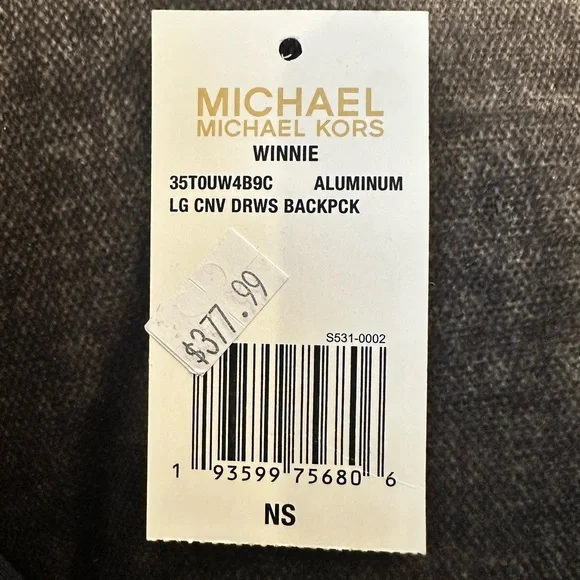 MICHAEL
MICHAEL KORS
WINNIE
35T0UW4B9C ALUMINUM
LG CNV DRWS BACKPCK
$377.99
S531-0002
1 93599 75680 6
NS